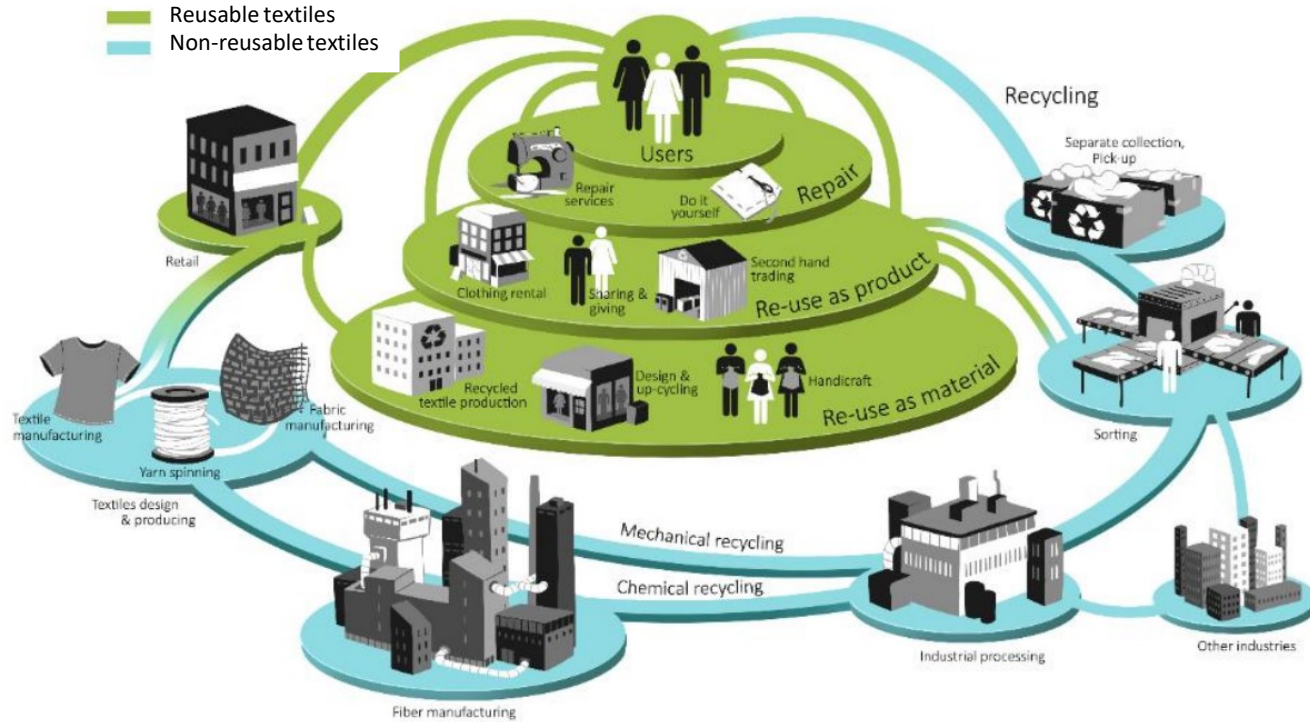 Reusable textiles
Non-reusable textiles
Recycling
Separate collection,
Pick-up
Users
Repair
services
Do it
yourself
Repair
Retail
Clothing rental
Sharing &
giving
Second hand
trading
Re-use as product
Recycled
textile production
Design &
up-cycling
Handicraft
Re-use as material
Textile
manufacturing
Fabric
manufacturing
Yarn spinning
Textiles design
& producing
Sorting
Mechanical recycling
Chemical recycling
Industrial processing
Other industries
Fiber manufacturing